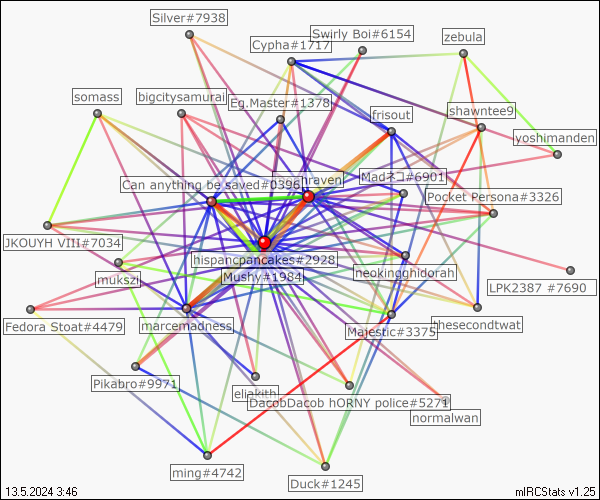 Silver#7938
Swirly Boi#6154
Cypha#1717
zebula
somass
bigcitysamurai
Eg.Master#1378
frisout
shawntee9
yoshimanden
Can anything be saved#0396
raven
Madネコ#6901
Pocket Persona#3326
JKOUYH VIII#7034
hispancpancakes#2928
mukszii
Mushy#1984
neokingghidorah
LPK2387 #7690
Fedora Stoat#4479
marcemadness
Majestic#3375
thesecondtwat
Pikabro#9971
eliakith
DacobDacob hORNY police#5271
normalwan
ming#4742
Duck#1245
13.5.2024 3:46
mIRCStats v1.25